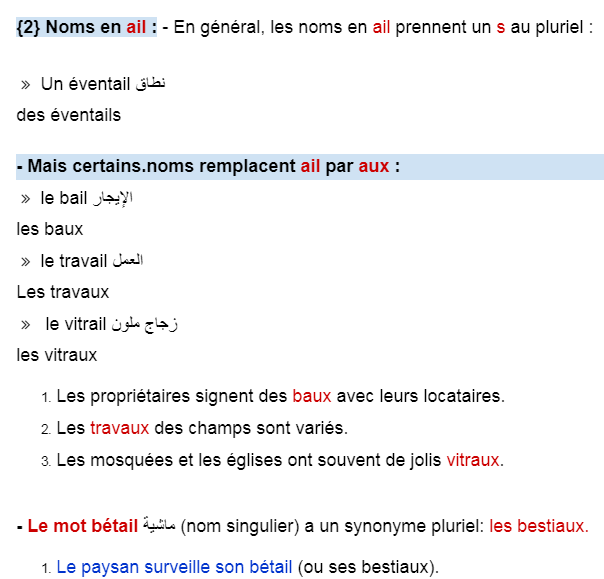 {2} Noms en ail : - En général, les noms en ail prennent un s au pluriel :
» Un éventail نطاق
des éventails
- Mais certains.noms remplacent ail par aux :
» le bail الإيجار
les baux
» le travail العمل
Les travaux
» le vitrail زجاج ملون
les vitraux
1. Les propriétaires signent des baux avec leurs locataires.
2. Les travaux des champs sont variés.
3. Les mosquées et les églises ont souvent de jolis vitraux.
- Le mot bétail ماشية (nom singulier) a un synonyme pluriel: les bestiaux.
1. Le paysan surveille son bétail (ou ses bestiaux).